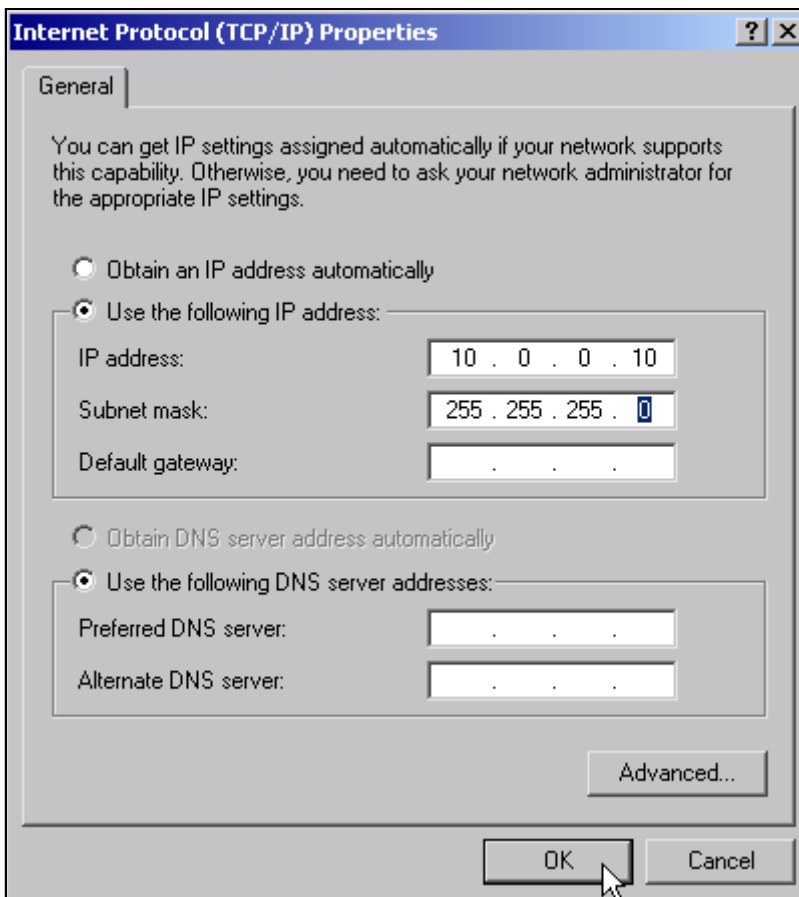 Internet Protocol (TCP/IP) Properties
General
You can get IP settings assigned automatically if your network supports
this capability. Otherwise, you need to ask your network administrator for
the appropriate IP settings.
Obtain an IP address automatically
Use the following IP address:
IP address: 10 . 0 . 0 . 10
Subnet mask: 255 . 255 . 255 . 0
Default gateway: . . .
Obtain DNS server address automatically
Use the following DNS server addresses:
Preferred DNS server: . . .
Alternate DNS server: . . .
Advanced...
OK Cancel